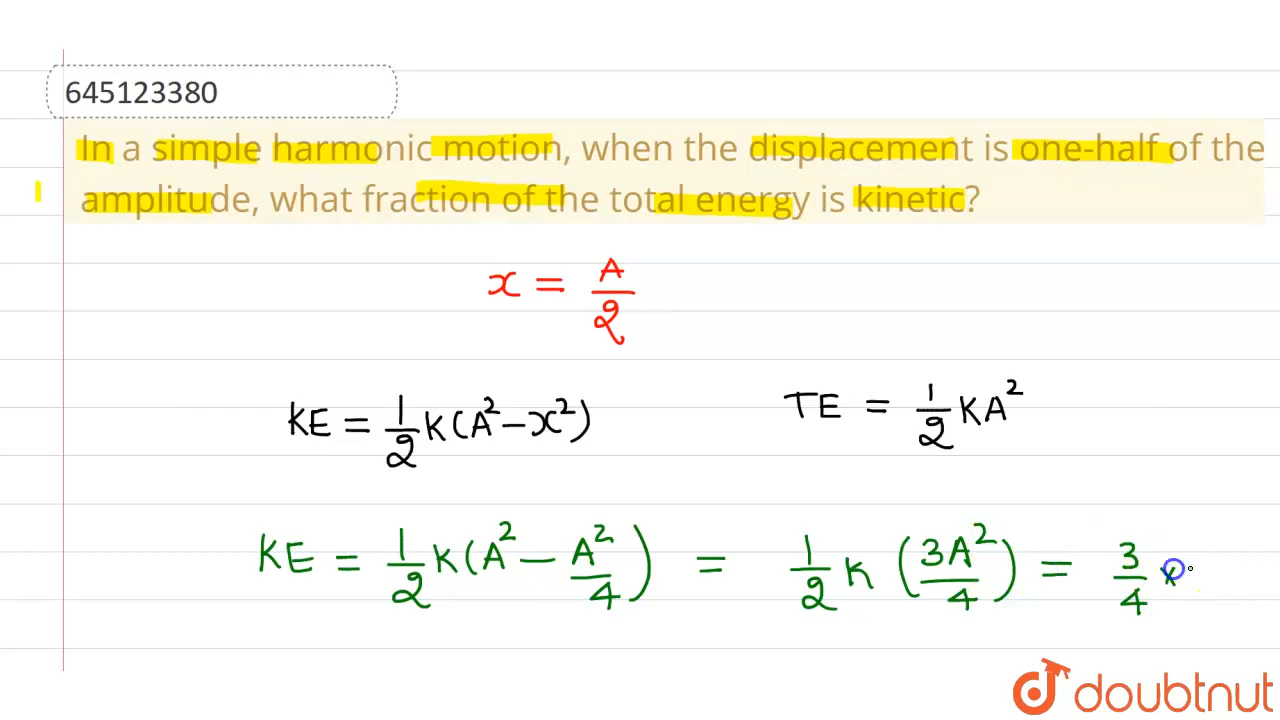 645123380
In a simple harmonic motion, when the displacement is one-half of the
amplitude, what fraction of the total energy is kinetic?
x = A/2
KE = 1/2 K(A² - x²)
TE = 1/2 KA²
KE = 1/2 K(A² - A²/4) = 1/2 K (3A²/4) = 3/4 x
doubtnut